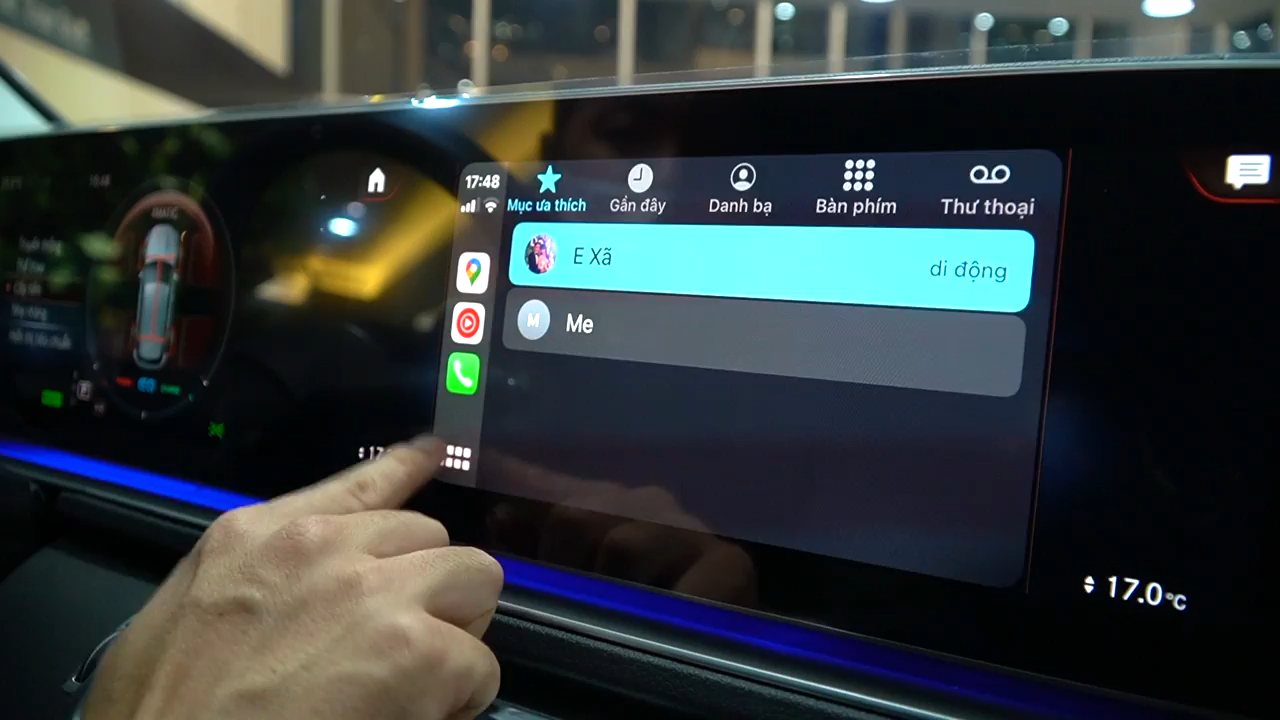 17:48
Mục ưa thích
Gần đây
Danh bạ
Bàn phím
Thư thoại
E Xã
di động
M
Me
17.0°C